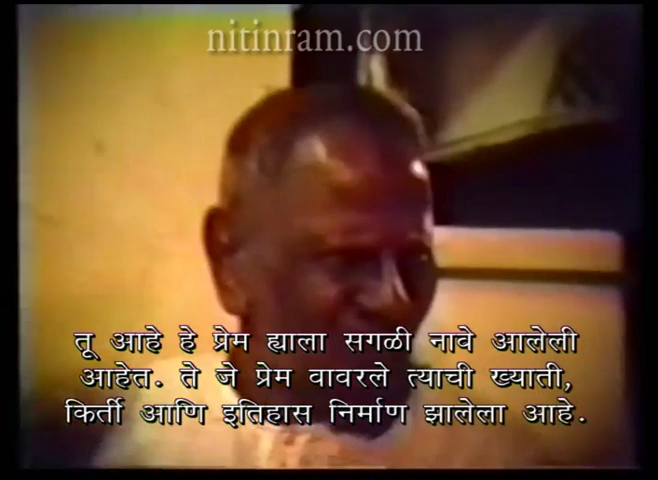 nitinram.com
तू आहे हे प्रेम ह्याला सगळी नावे आलेली
आहेत. ते जे प्रेम वावरले त्याची ख्याती,
किर्ती आणि इतिहास निर्माण झालेला आहे.